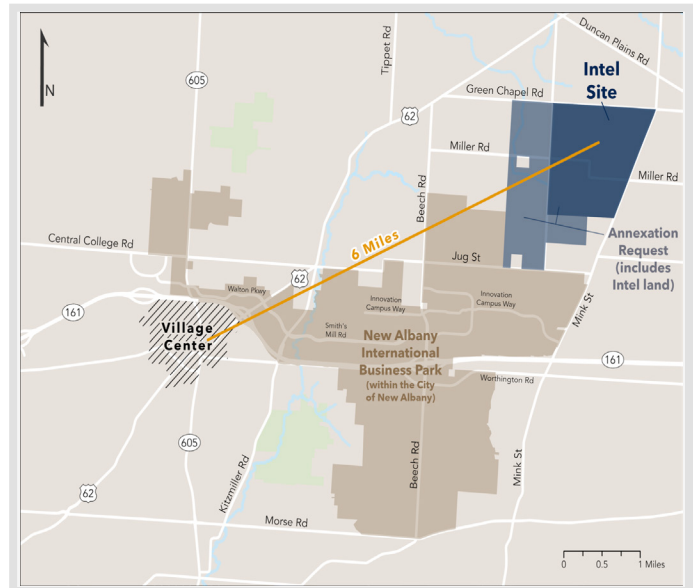 Duncan Plains Rd
Tippet Rd
605
N
Intel
Site
Green Chapel Rd
62
Miller Rd
Miller Rd
Beech Rd
6 Miles
Central College Rd
Annexation
Request
(includes
Intel land)
Jug St
62
Walton Pkwy
Innovation
Campus Way
Innovation
Campus Way
Mink St
161
Village
Center
Smith's
Mill Rd
New Albany
International
Business Park
(within the City
of New Albany)
161
Worthington Rd
605
Kitzmiller Rd
Beech Rd
Mink St
62
Morse Rd
0 0.5 1 Miles